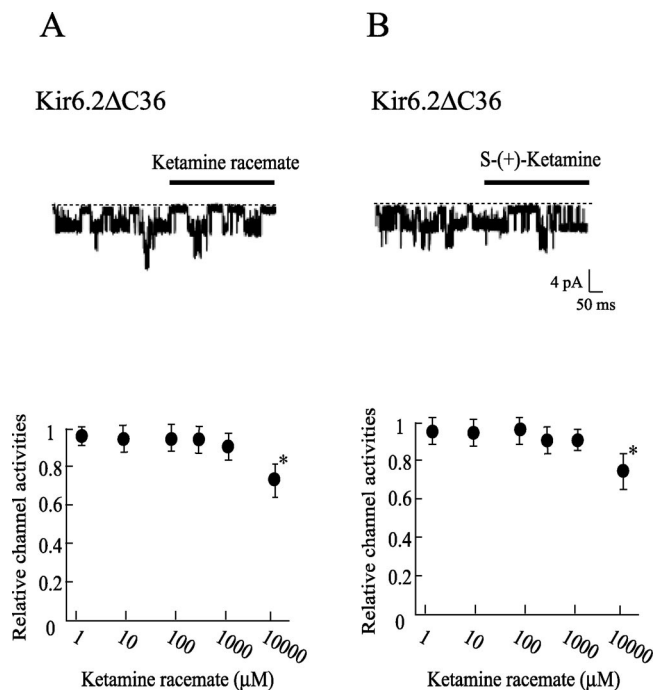 A
Kir6.2ΔC36
Ketamine racemate
Relative channel activities
1
0.8
0.6
0.4
0.2
1
10
100
1000
10000
*
Ketamine racemate (μM)
B
Kir6.2ΔC36
S-(+)-Ketamine
4 pA
50 ms
Relative channel activities
1
0.8
0.6
0.4
0.2
1
10
100
1000
10000
*
Ketamine racemate (μM)